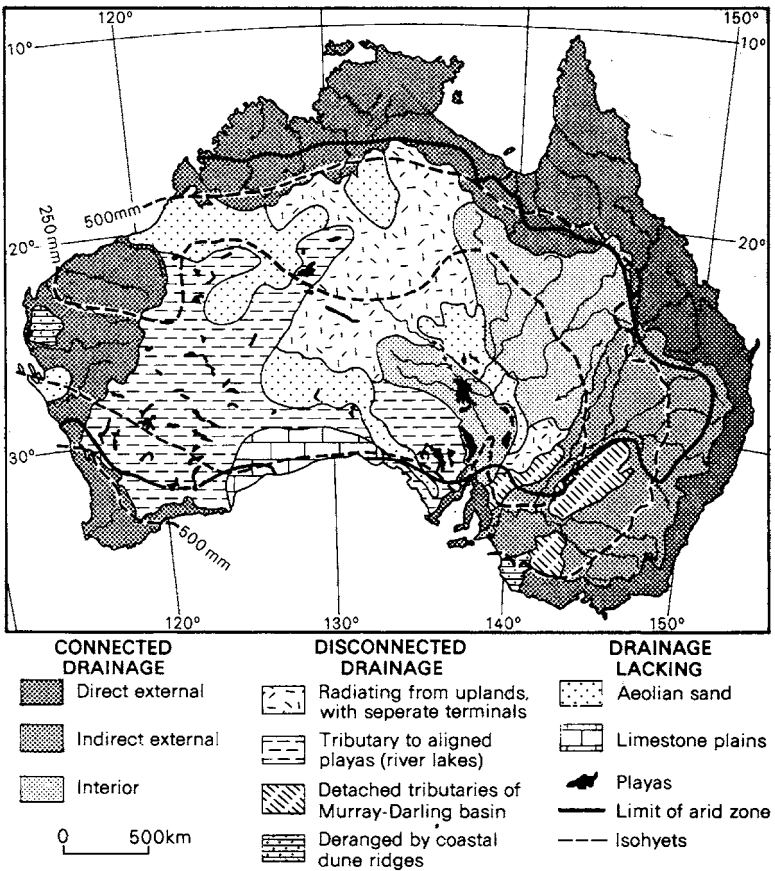 120°
150°
10°
10°
500mm
250 mm
20°
20°
30°
500mm
120°
130°
140°
150°
CONNECTED
DRAINAGE
Direct external
Indirect external
Interior
0 500km
DISCONNECTED
DRAINAGE
Radiating from uplands,
with seperate terminals
Tributary to aligned
playas (river lakes)
Detached tributaries of
Murray-Darling basin
Deranged by coastal
dune ridges
DRAINAGE
LACKING
Aeolian sand
Limestone plains
Playas
Limit of arid zone
Isohyets